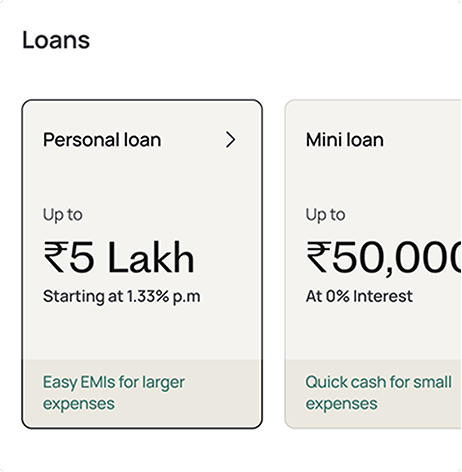 Loans
Personal loan
Up to
₹5 Lakh
Starting at 1.33% p.m
Easy EMIs for larger
expenses
Mini loan
Up to
₹50,000
At 0% Interest
Quick cash for small
expenses